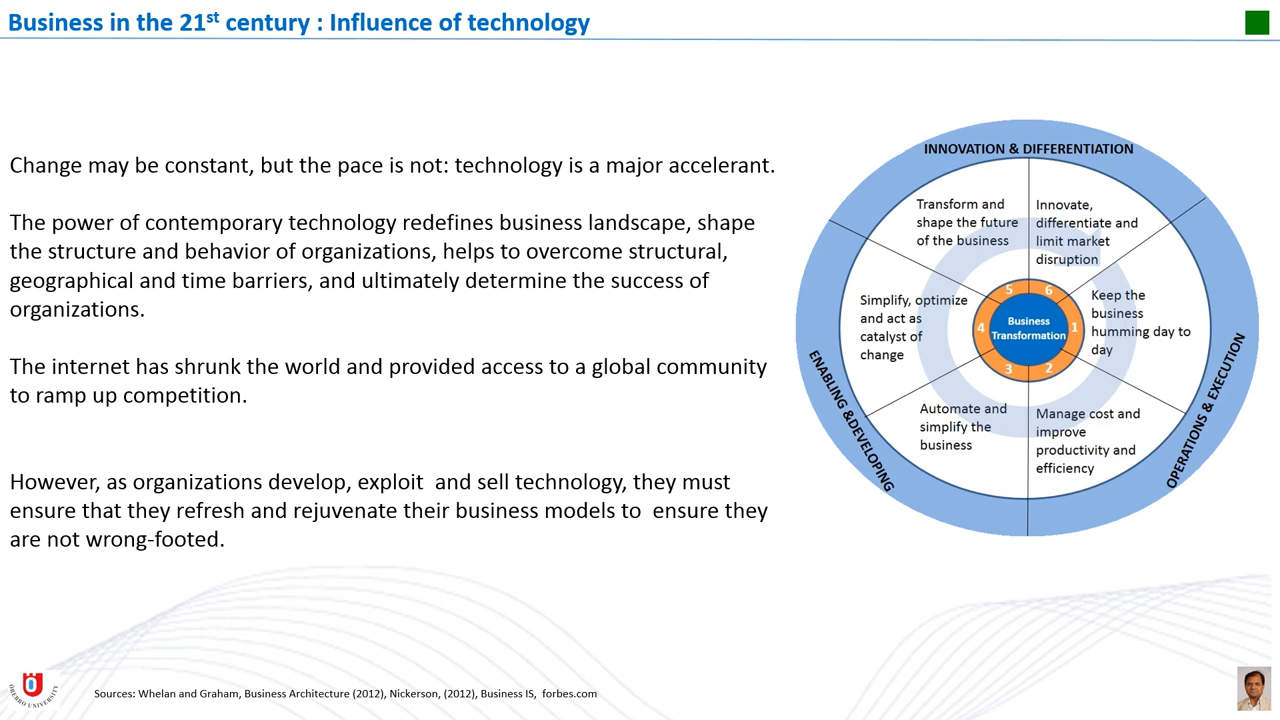 Business in the 21st century : Influence of technology
Change may be constant, but the pace is not: technology is a major accelerant.
The power of contemporary technology redefines business landscape, shape
the structure and behavior of organizations, helps to overcome structural,
geographical and time barriers, and ultimately determine the success of
organizations.
The internet has shrunk the world and provided access to a global community
to ramp up competition.
However, as organizations develop, exploit  and sell technology, they must
ensure that they refresh and rejuvenate their business models to  ensure they
are not wrong-footed.
INNOVATION & DIFFERENTIATION
Transform and
shape the future
of the business
Innovate,
differentiate and
limit market
disruption
Simplify, optimize
and act as
catalyst of
change
5
6
4
Business
Transformation
1
3
2
Keep the
business
humming day to
day
Automate and
simplify the
business
Manage cost and
improve
productivity and
efficiency
ENABLING &DEVELOPING
OPERATIONS & EXECUTION
ÖREBRO UNIVERSITY
Sources: Whelan and Graham, Business Architecture (2012), Nickerson, (2012), Business IS,  forbes.com